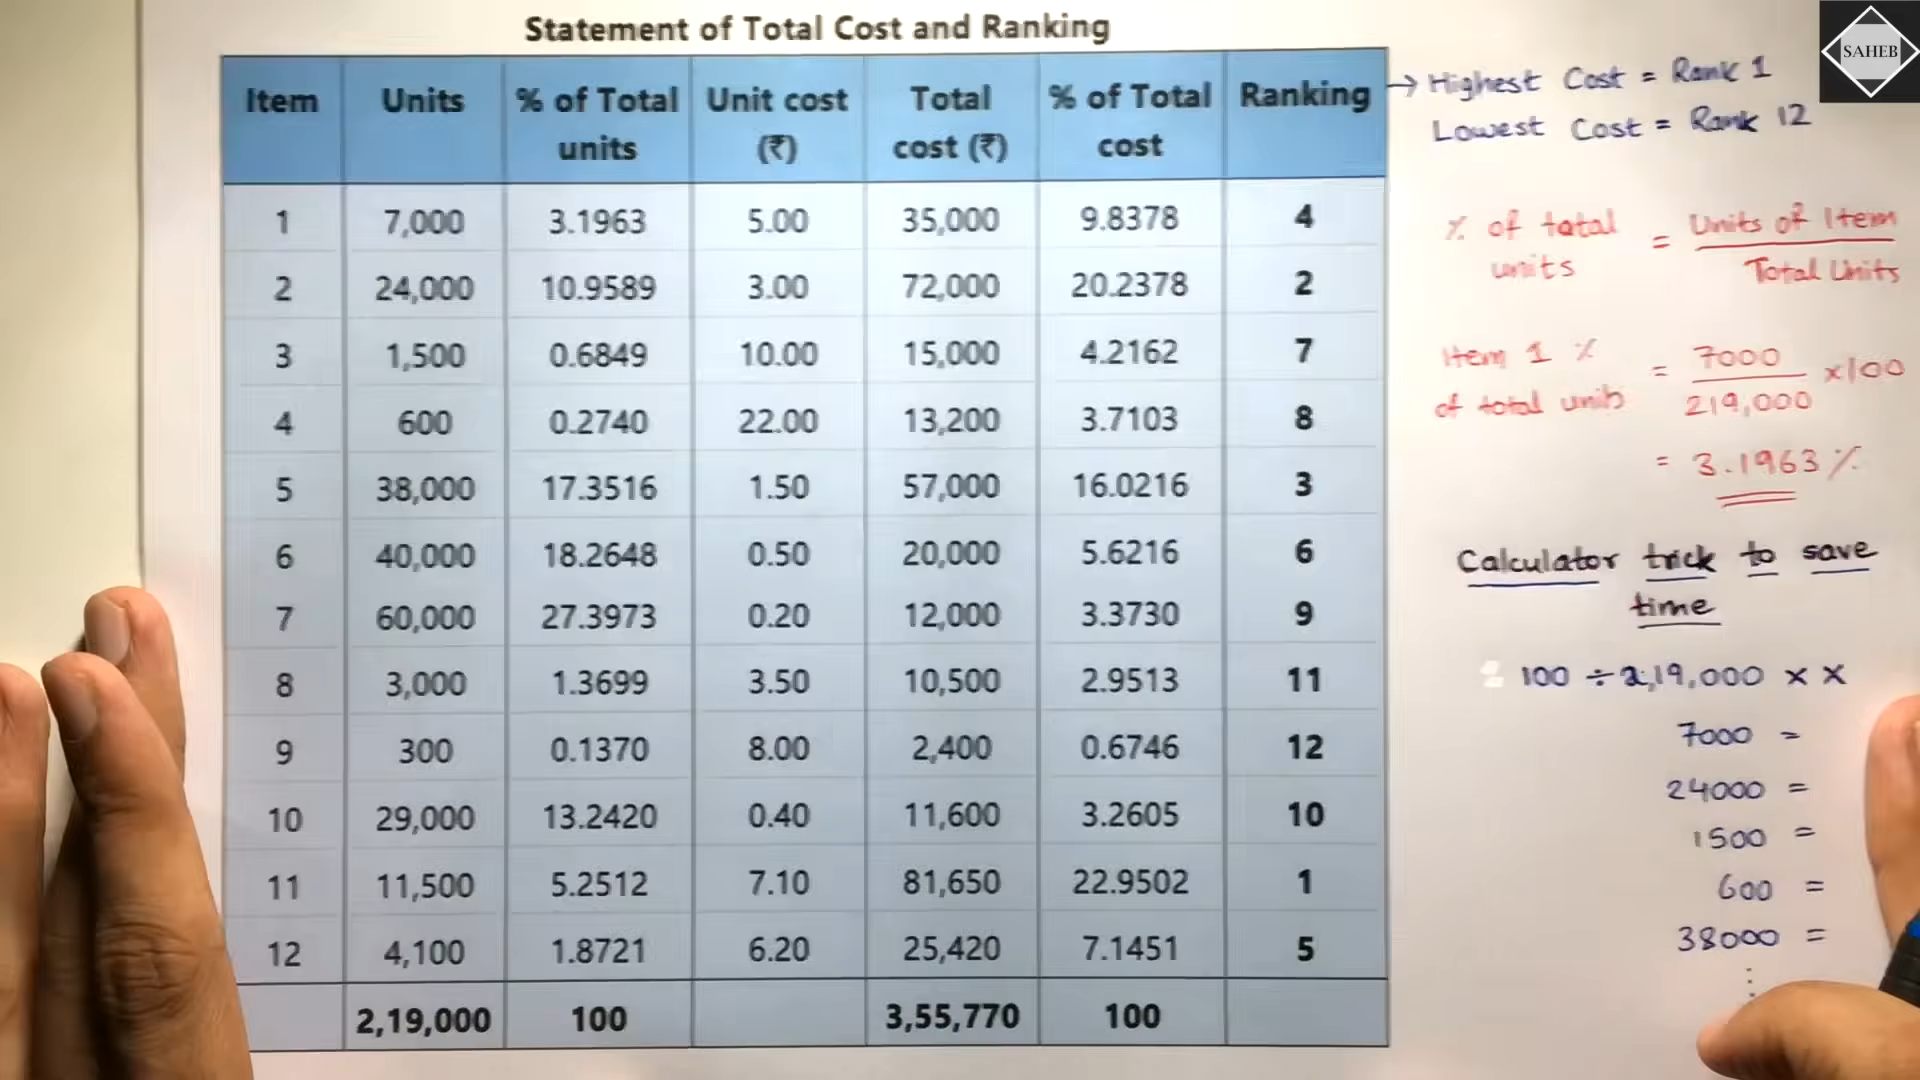 Statement of Total Cost and Ranking
Item Units % of Total units Unit cost (₹) Total cost (₹) % of Total cost Ranking
1 7,000 3.1963 5.00 35,000 9.8378 4
2 24,000 10.9589 3.00 72,000 20.2378 2
3 1,500 0.6849 10.00 15,000 4.2162 7
4 600 0.2740 22.00 13,200 3.7103 8
5 38,000 17.3516 1.50 57,000 16.0216 3
6 40,000 18.2648 0.50 20,000 5.6216 6
7 60,000 27.3973 0.20 12,000 3.3730 9
8 3,000 1.3699 3.50 10,500 2.9513 11
9 300 0.1370 8.00 2,400 0.6746 12
10 29,000 13.2420 0.40 11,600 3.2605 10
11 11,500 5.2512 7.10 81,650 22.9502 1
12 4,100 1.8721 6.20 25,420 7.1451 5
2,19,000 100 3,55,770 100
→ Highest Cost = Rank 1
Lowest Cost = Rank 12
% of total units = Units of Item / Total Units
Item 1 % of total units = 7000 / 219,000 x100
= 3.1963 %
Calculator trick to save
time
100 ÷ 2,19,000 x x
7000 =
24000 =
1500 =
600 =
38000 =
SAHEB